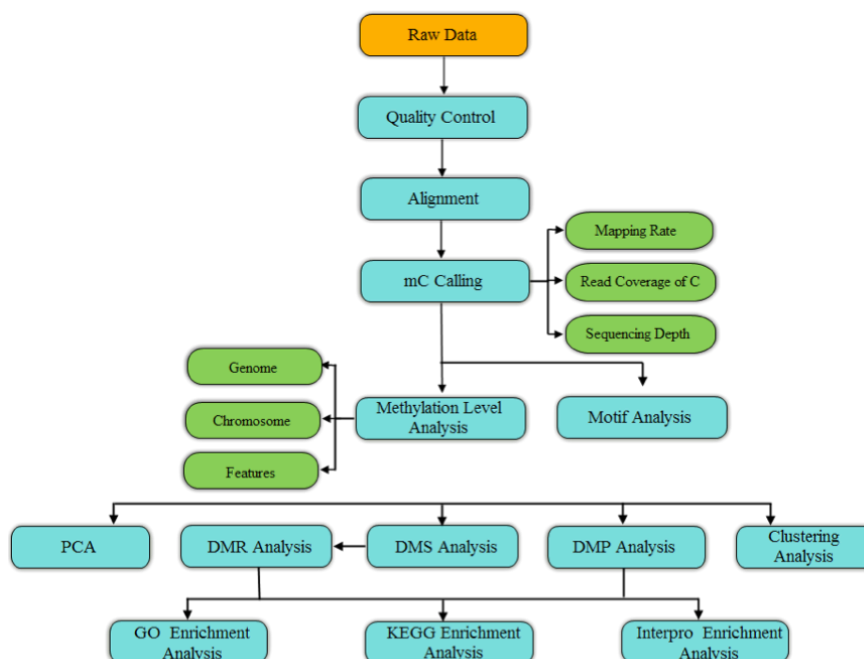 Raw Data
Quality Control
Alignment
mC Calling
Mapping Rate
Read Coverage of C
Sequencing Depth
Genome
Chromosome
Features
Methylation Level
Analysis
Motif Analysis
PCA
DMR Analysis
DMS Analysis
DMP Analysis
Clustering
Analysis
GO Enrichment
Analysis
KEGG Enrichment
Analysis
Interpro Enrichment
Analysis